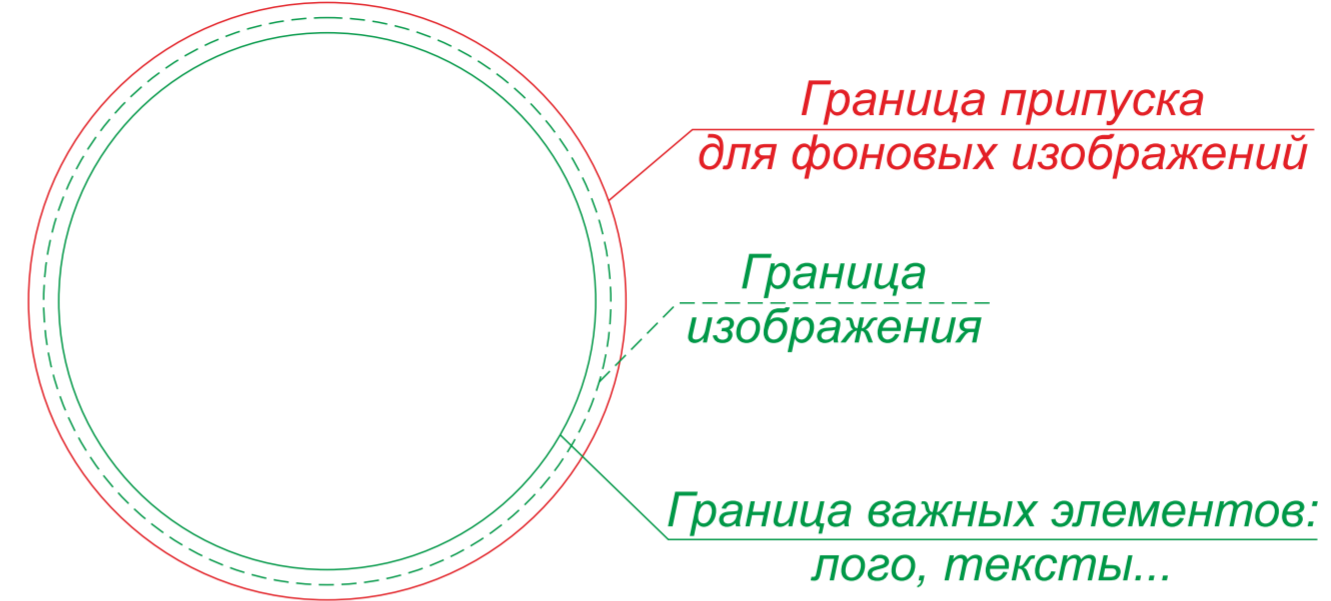 Граница припуска
для фоновых изображений
Граница
изображения
Граница важных элементов:
лого, тексты...